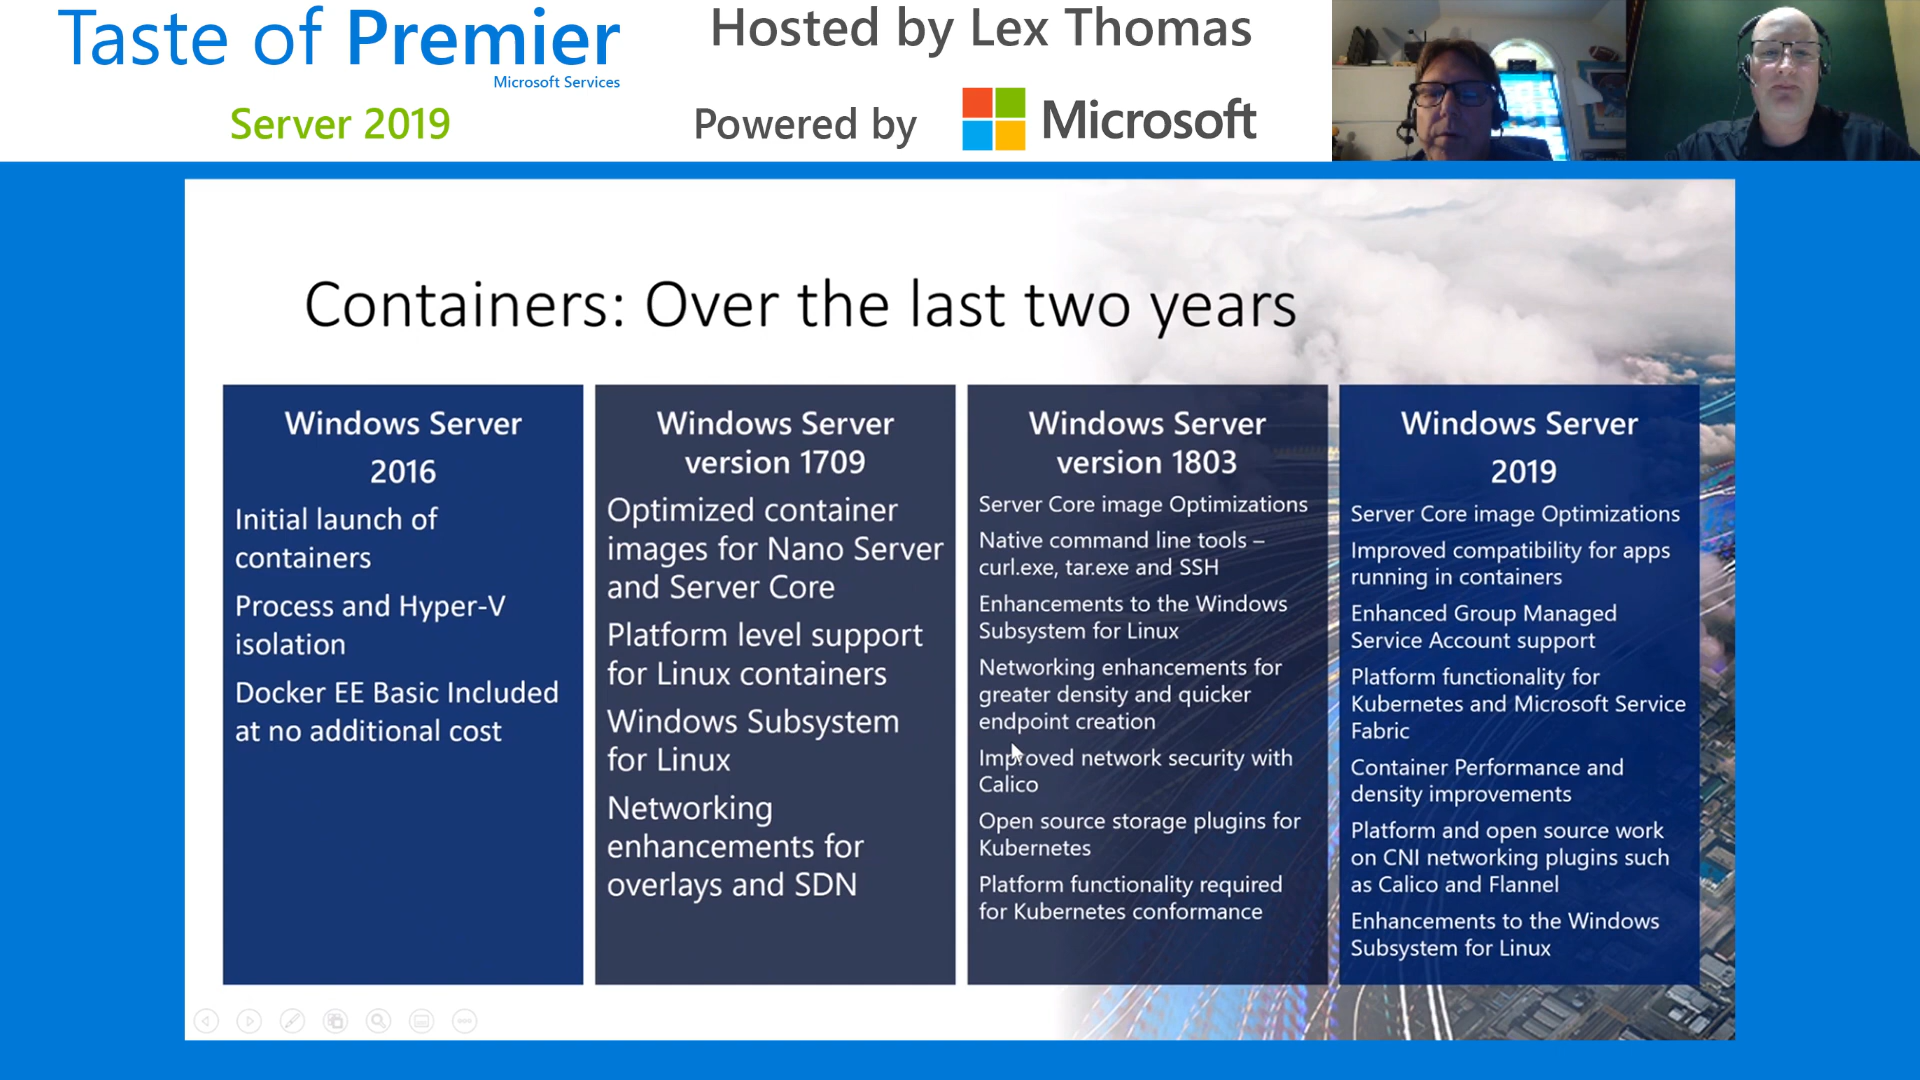 Taste of Premier
Microsoft Services
Server 2019
Hosted by Lex Thomas
Powered by Microsoft
Containers: Over the last two years
Windows Server
2016
Initial launch of
containers
Process and Hyper-V
isolation
Docker EE Basic Included
at no additional cost
Windows Server
version 1709
Optimized container
images for Nano Server
and Server Core
Platform level support
for Linux containers
Windows Subsystem
for Linux
Networking
enhancements for
overlays and SDN
Windows Server
version 1803
Server Core image Optimizations
Native command line tools –
curl.exe, tar.exe and SSH
Enhancements to the Windows
Subsystem for Linux
Networking enhancements for
greater density and quicker
endpoint creation
Improved network security with
Calico
Open source storage plugins for
Kubernetes
Platform functionality required
for Kubernetes conformance
Windows Server
2019
Server Core image Optimizations
Improved compatibility for apps
running in containers
Enhanced Group Managed
Service Account support
Platform functionality for
Kubernetes and Microsoft Service
Fabric
Container Performance and
density improvements
Platform and open source work
on CNI networking plugins such
as Calico and Flannel
Enhancements to the Windows
Subsystem for Linux